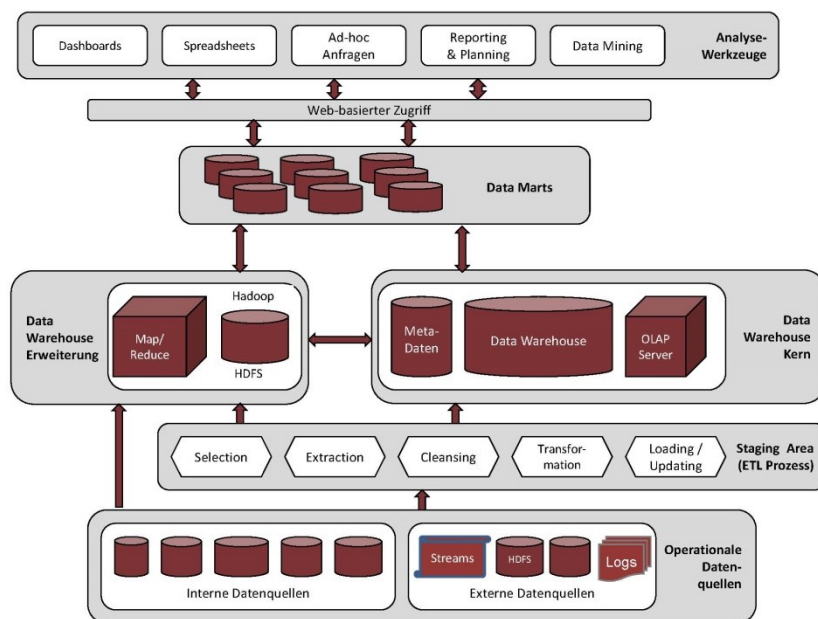 Dashboards
Spreadsheets
Ad-hoc
Anfragen
Reporting
& Planning
Data Mining
Analyse-
Werkzeuge
Web-basierter Zugriff
Data Marts
Data
Warehouse
Erweiterung
Map/
Reduce
Hadoop
HDFS
Meta-
Daten
Data Warehouse
OLAP
Server
Data
Warehouse
Kern
Selection
Extraction
Cleansing
Transfor-
mation
Loading /
Updating
Staging Area
(ETL Prozess)
Interne Datenquellen
Streams
HDFS
Logs
Externe Datenquellen
Operationale
Daten-
quellen